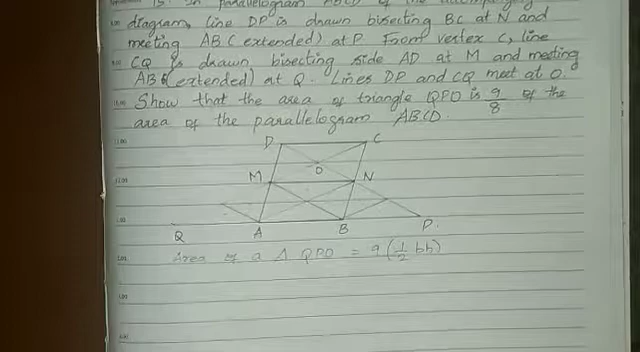 15. In parallelogram ABCD of the accompanying
diagram, line DP is drawn bisecting BC at N and
meeting AB (extended) at P. From vertex C, line
CQ is drawn bisecting side AD at M and meeting
AB (extended) at Q. Lines DP and CQ meet at O.
Show that the area of triangle QPO is 9/8 of the
area of the parallelogram ABCD.
D C
O
M N
Q A B P.
Area of a Δ QPO = 9(1/2 bh)